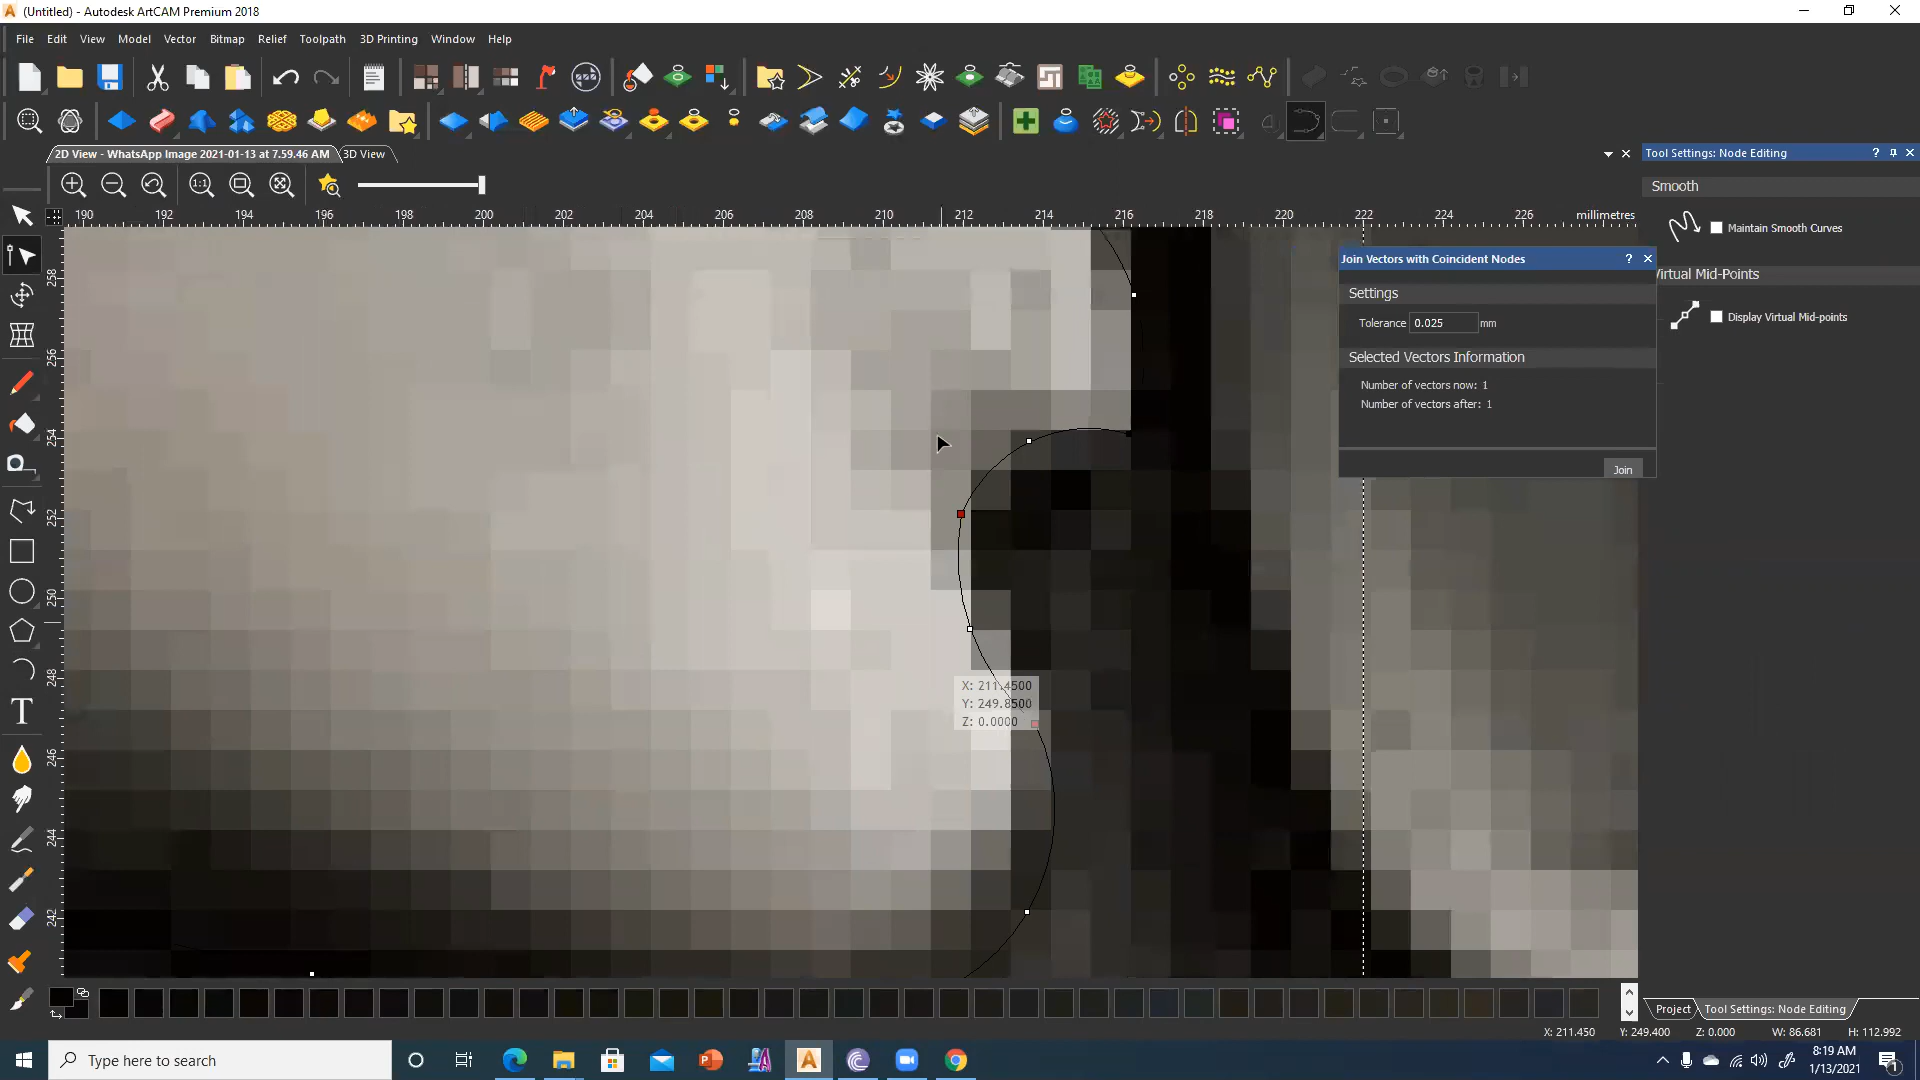 (Untitled) - Autodesk ArtCAM Premium 2018
File Edit View Model Vector Bitmap Relief Toolpath 3D Printing Window Help
2D View - WhatsApp Image 2021-01-13 at 7.59.46 AM 3D View
Tool Settings: Node Editing
1:1
Smooth
190 192 194 196 198 200 202 204 206 208 210 212 214 216 218 220 222 224 226 millimetres
Maintain Smooth Curves
Join Vectors with Coincident Nodes
Virtual Mid-Points
Settings
Tolerance 0.025 mm
Display Virtual Mid-points
Selected Vectors Information
Number of vectors now: 1
Number of vectors after: 1
Join
258
256
254
252
250
248
246
244
242
X: 211.4500
Y: 249.8500
Z: 0.0000
Project Tool Settings: Node Editing
X: 211.450 Y: 249.400 Z: 0.000 W: 86.681 H: 112.992
Type here to search
8:19 AM
1/13/2021
1